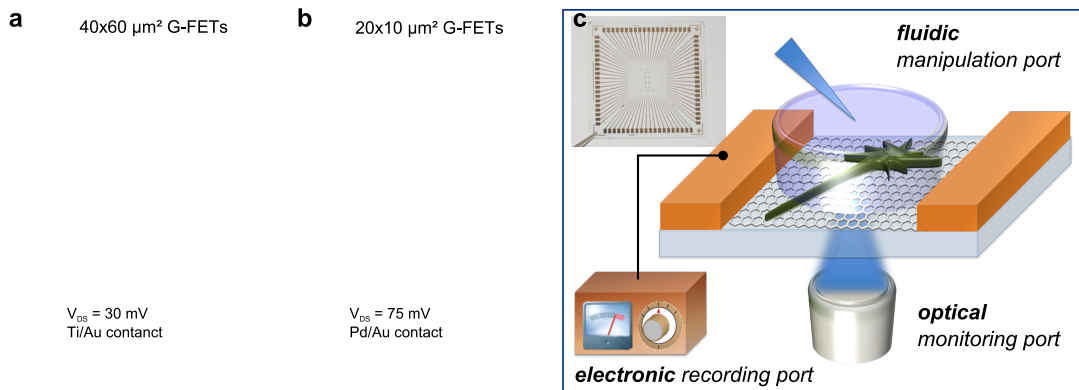 a
40x60 µm² G-FETs
V_DS = 30 mV
Ti/Au contanct
b
20x10 µm² G-FETs
V_DS = 75 mV
Pd/Au contact
c
fluidic
manipulation port
optical
monitoring port
electronic recording port